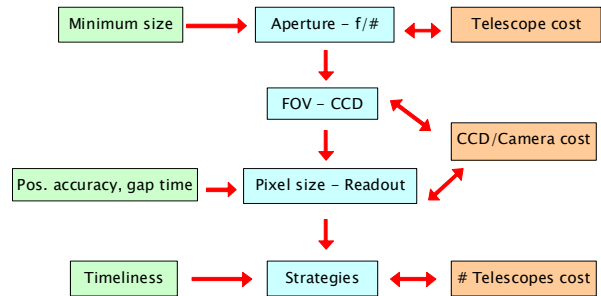 Minimum size
Aperture – f/#
Telescope cost
FOV – CCD
CCD/Camera cost
Pos. accuracy, gap time
Pixel size – Readout
Timeliness
Strategies
# Telescopes cost